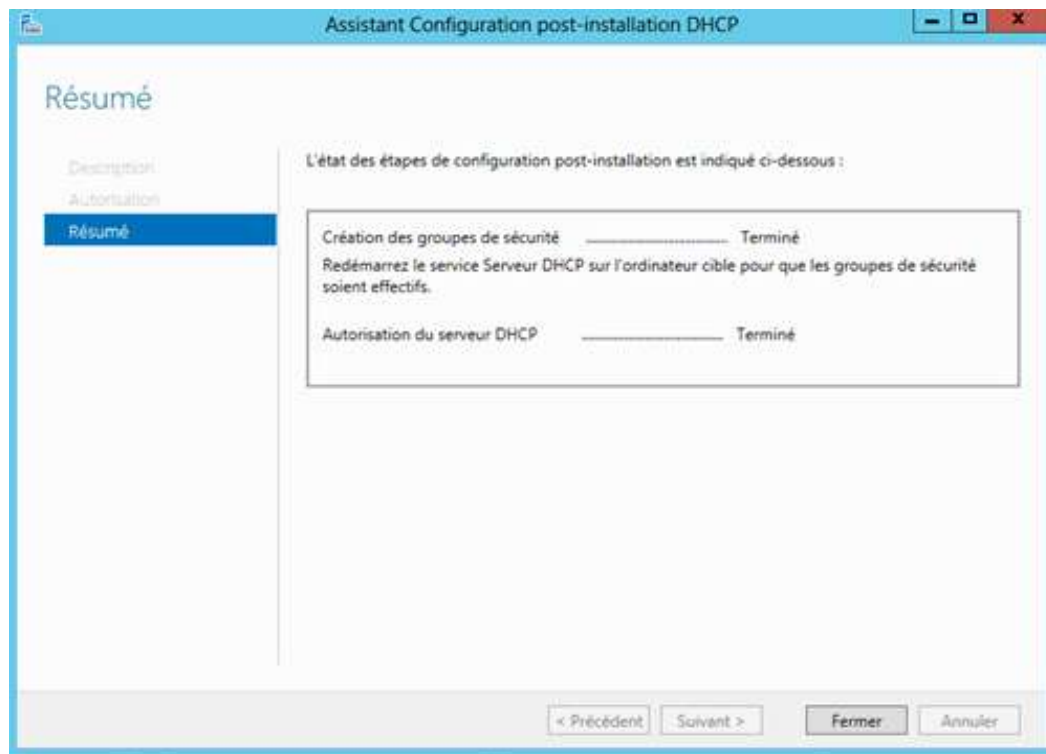 Assistant Configuration post-installation DHCP
Résumé
Description
Autorisation
Résumé
L'état des étapes de configuration post-installation est indiqué ci-dessous :
Création des groupes de sécurité ............................ Terminé
Redémarrez le service Serveur DHCP sur l'ordinateur cible pour que les groupes de sécurité
soient effectifs.
Autorisation du serveur DHCP ............................ Terminé
< Précédent
Suivant >
Fermer
Annuler